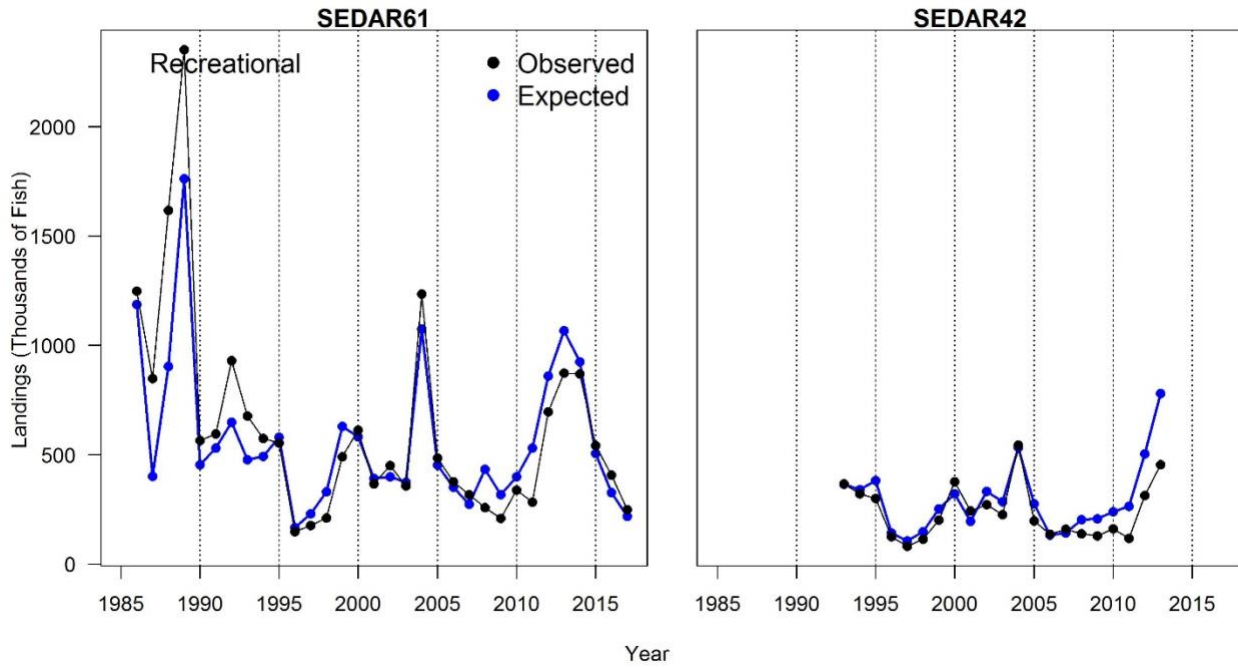 SEDAR61
SEDAR42
Recreational
Observed
Expected
Landings (Thousands of Fish)
2000
1500
1000
500
0
1985 1990 1995 2000 2005 2010 2015
1985 1990 1995 2000 2005 2010 2015
Year